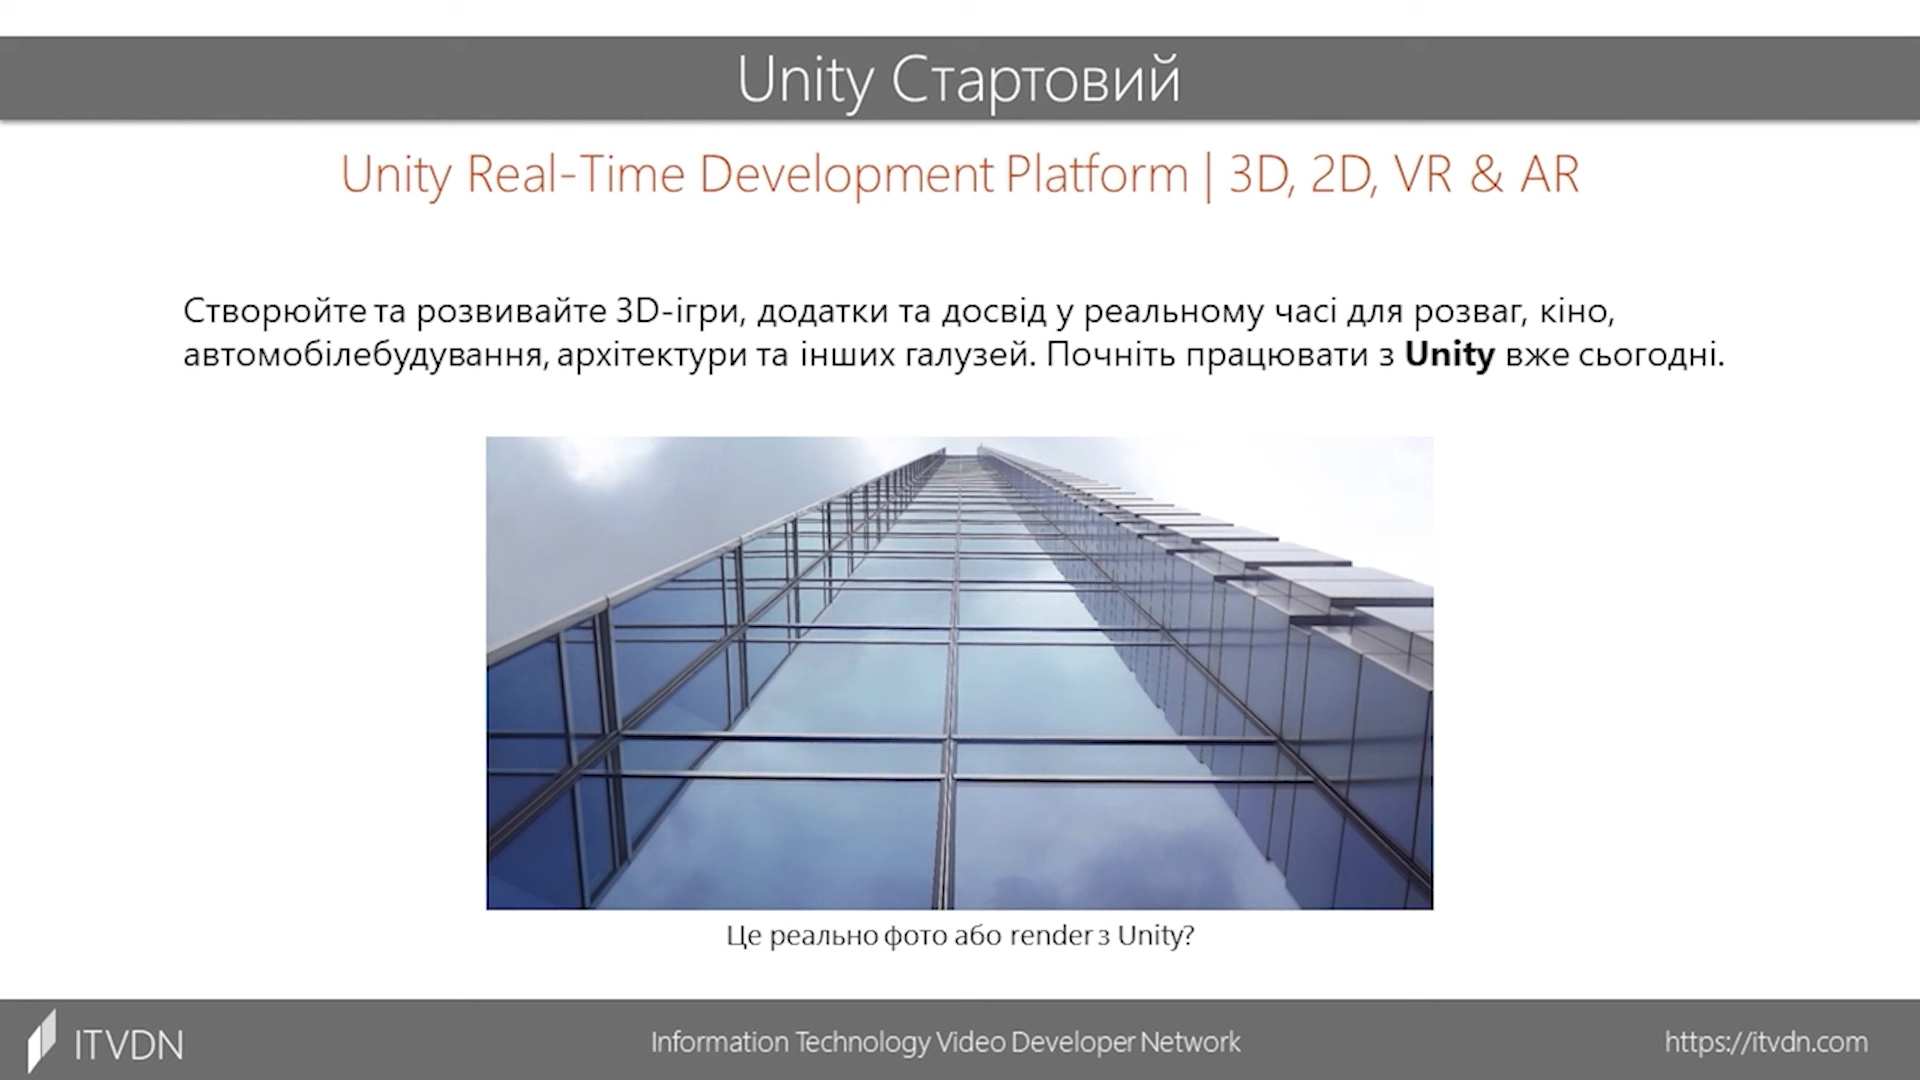 Unity Стартовий
Unity Real-Time Development Platform | 3D, 2D, VR & AR
Створюйте та розвивайте 3D-ігри, додатки та досвід у реальному часі для розваг, кіно,
автомобілебудування, архітектури та інших галузей. Почніть працювати з Unity вже сьогодні.
Це реально фото або render з Unity?
ITVDN
Information Technology Video Developer Network
https://itvdn.com